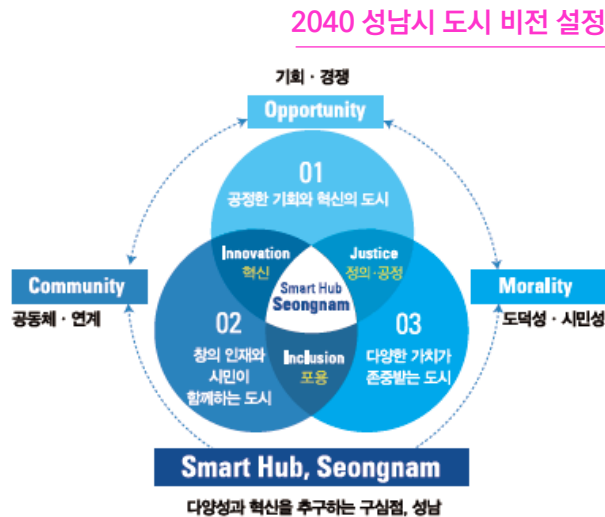 2040 성남시 도시 비전 설정
기회 · 경쟁
Opportunity
01
공정한 기회와 혁신의 도시
Innovation
혁신
Justice
정의·공정
Smart Hub
Seongnam
Community
공동체 · 연계
Morality
도덕성 · 시민성
02
창의 인재와
시민이
함께하는 도시
Inclusion
포용
03
다양한 가치가
존중받는 도시
Smart Hub, Seongnam
다양성과 혁신을 추구하는 구심점, 성남